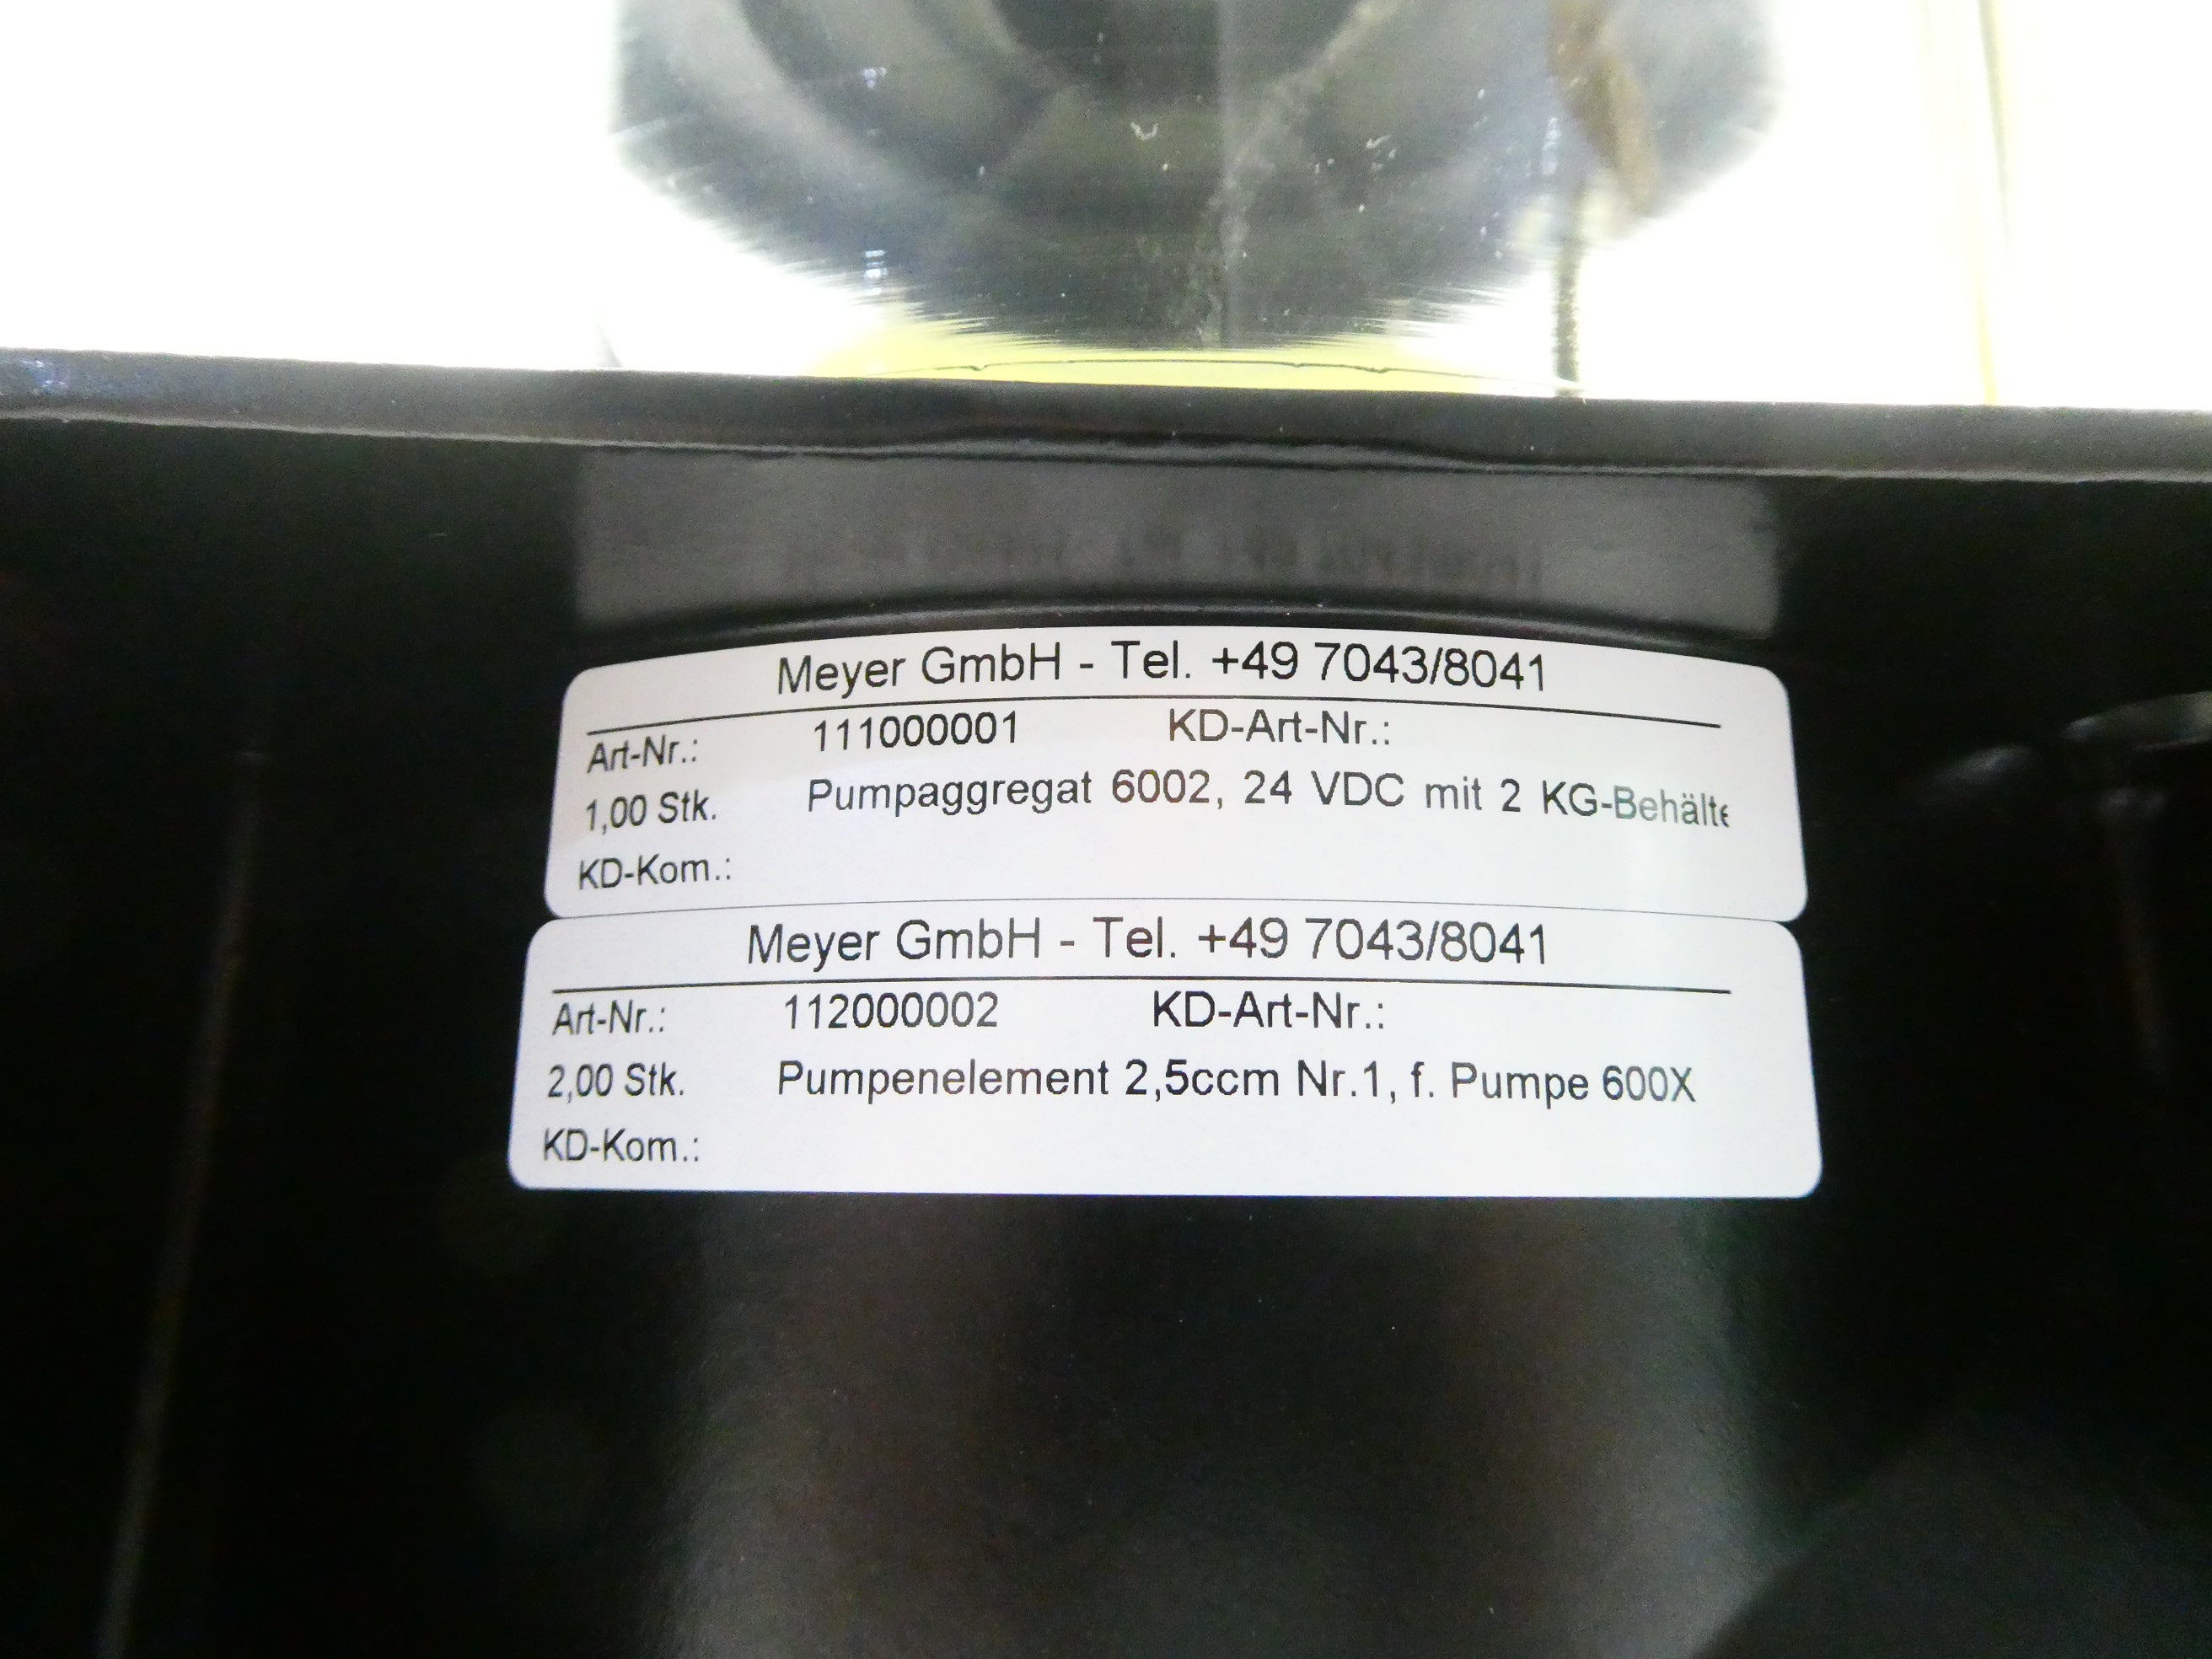 Meyer GmbH - Tel. +49 7043/8041
Art-Nr.: 111000001 KD-Art-Nr.:
1,00 Stk. Pumpaggregat 6002, 24 VDC mit 2 KG-Behälte
KD-Kom.:
Meyer GmbH - Tel. +49 7043/8041
Art-Nr.: 112000002 KD-Art-Nr.:
2,00 Stk. Pumpenelement 2,5ccm Nr.1, f. Pumpe 600X
KD-Kom.: